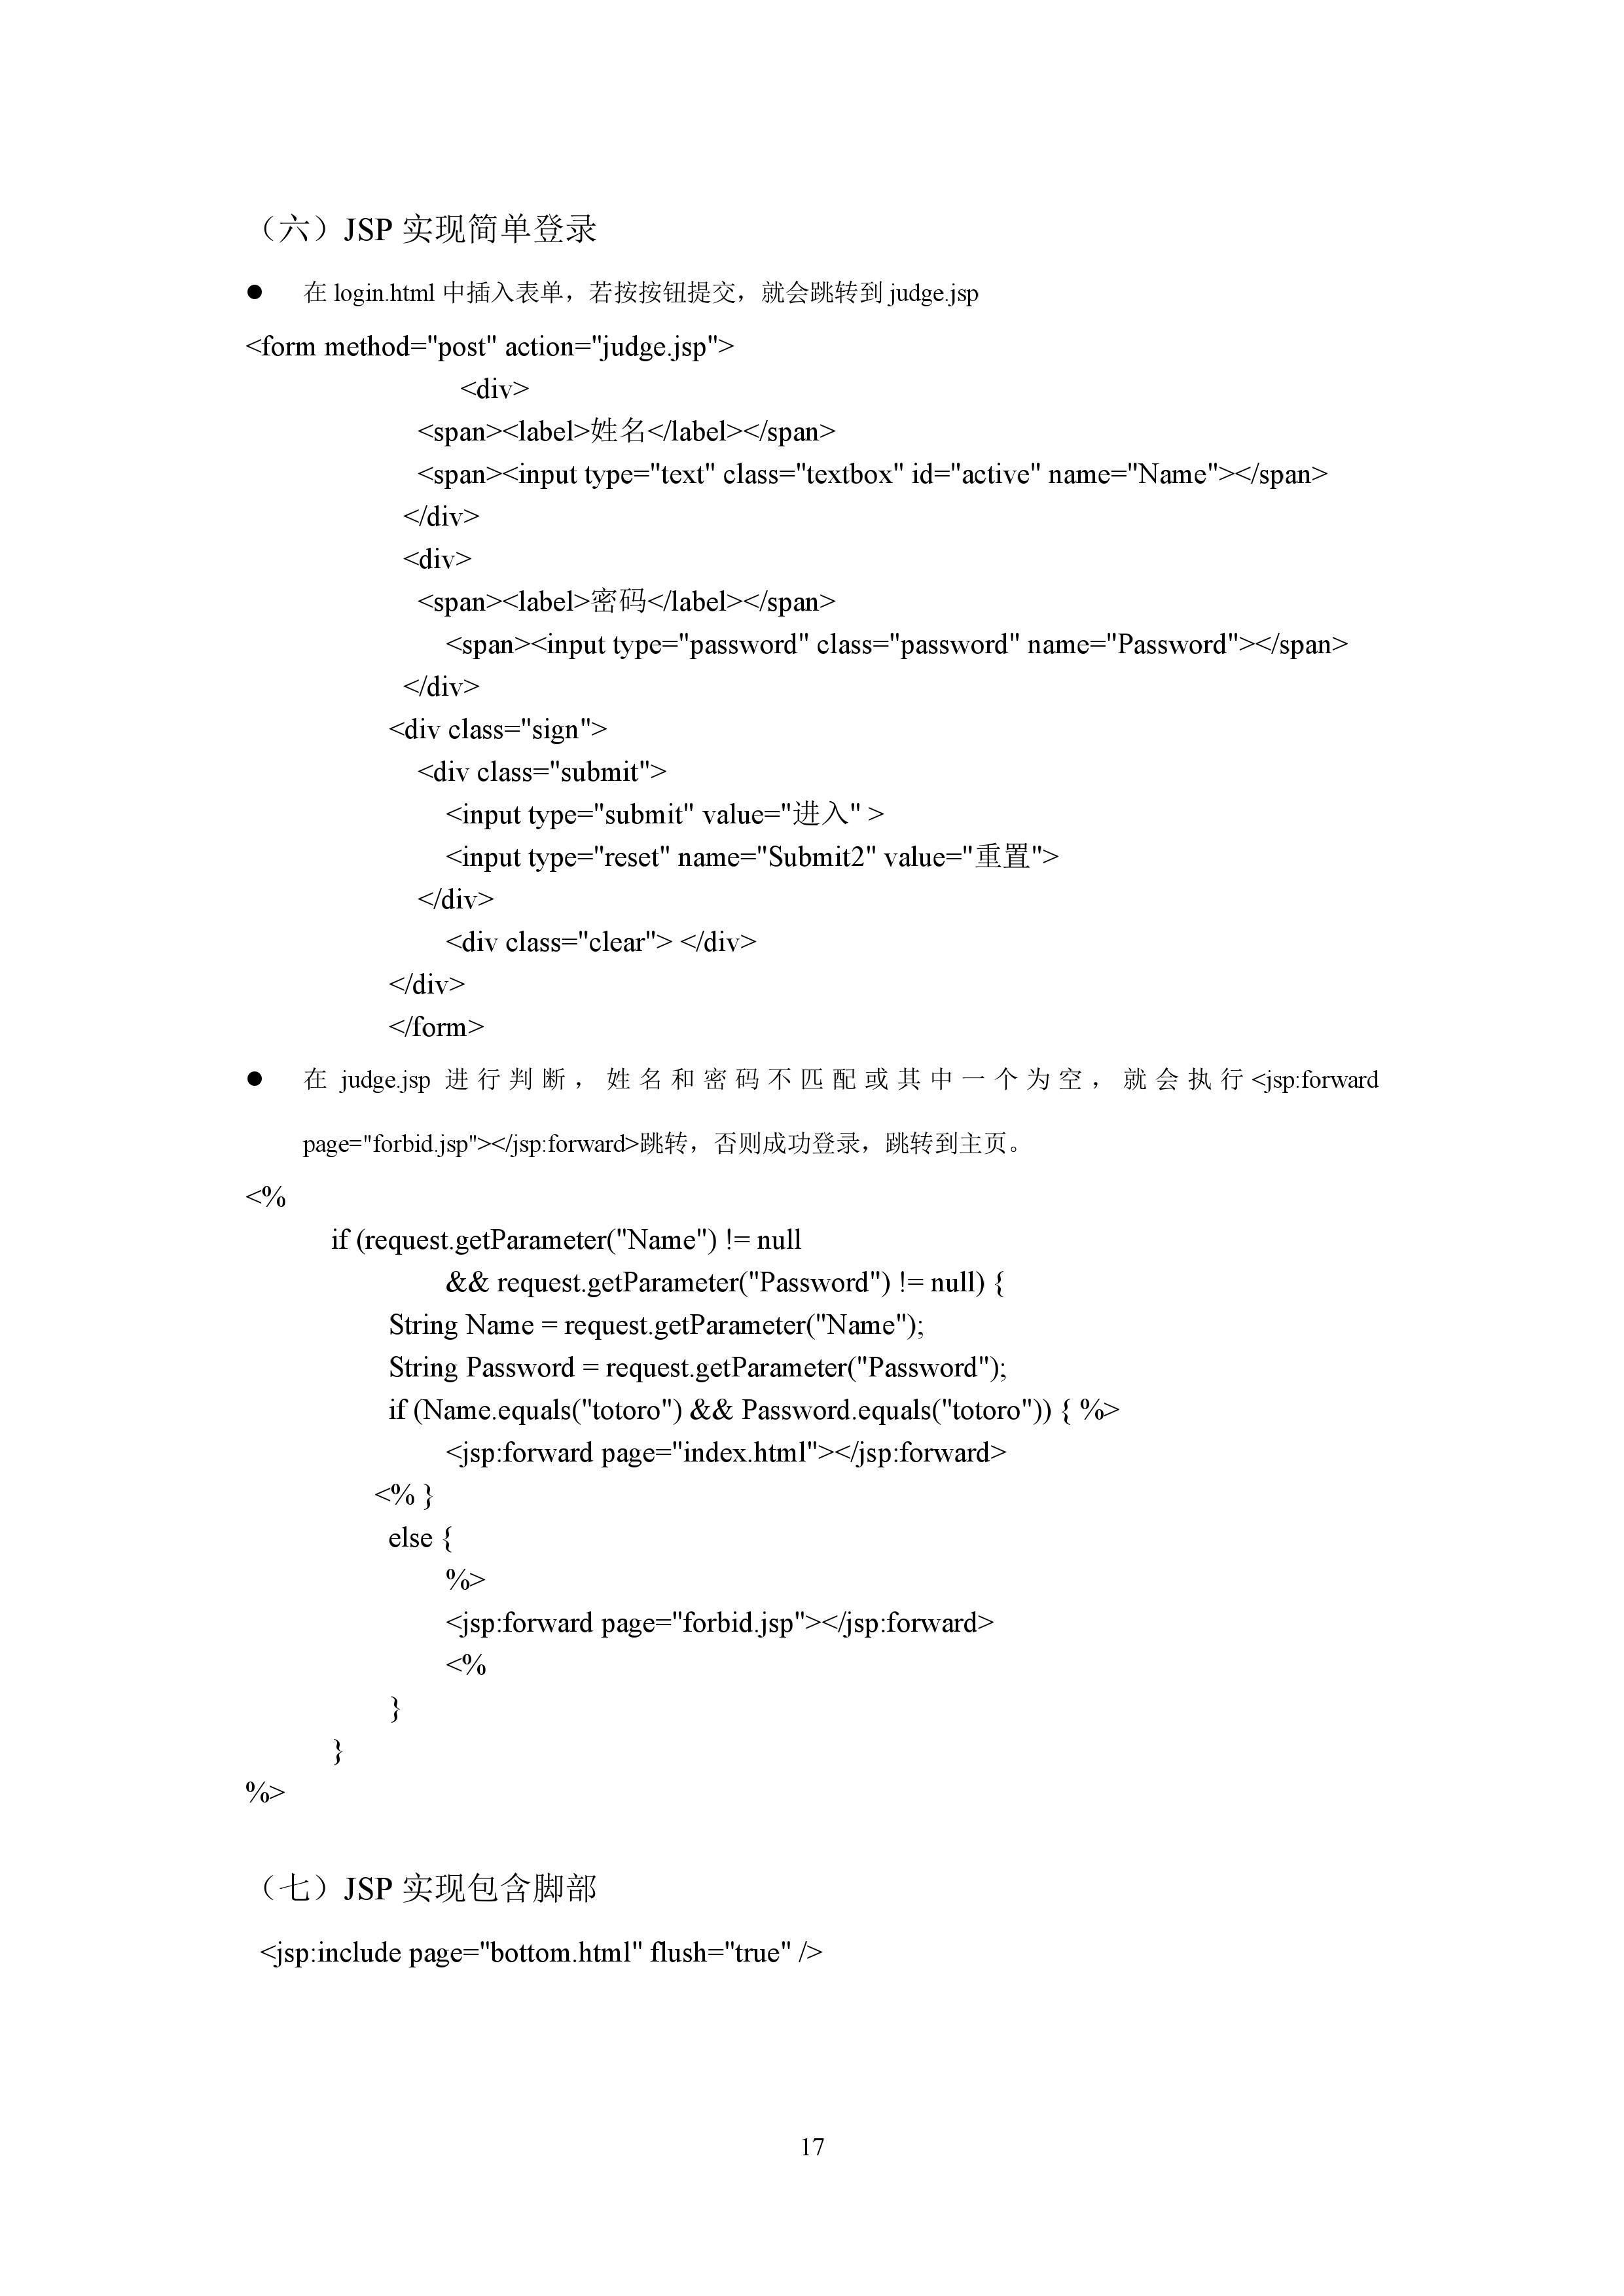 （六）JSP 实现简单登录
● 在 login.html 中插入表单，若按按钮提交，就会跳转到 judge.jsp
<form method="post" action="judge.jsp">
<div>
<span><label>姓名</label></span>
<span><input type="text" class="textbox" id="active" name="Name"></span>
</div>
<div>
<span><label>密码</label></span>
<span><input type="password" class="password" name="Password"></span>
</div>
<div class="sign">
<div class="submit">
<input type="submit" value="进入" >
<input type="reset" name="Submit2" value="重置">
</div>
<div class="clear"> </div>
</div>
</form>
● 在 judge.jsp 进行判断，姓名和密码不匹配或其中一个为空，就会执行<jsp:forward
page="forbid.jsp"></jsp:forward>跳转，否则成功登录，跳转到主页。
<%
if (request.getParameter("Name") != null
&& request.getParameter("Password") != null) {
String Name = request.getParameter("Name");
String Password = request.getParameter("Password");
if (Name.equals("totoro") && Password.equals("totoro")) { %>
<jsp:forward page="index.html"></jsp:forward>
<% }
else {
%>
<jsp:forward page="forbid.jsp"></jsp:forward>
<%
}
}
%>
（七）JSP 实现包含脚部
<jsp:include page="bottom.html" flush="true" />
17